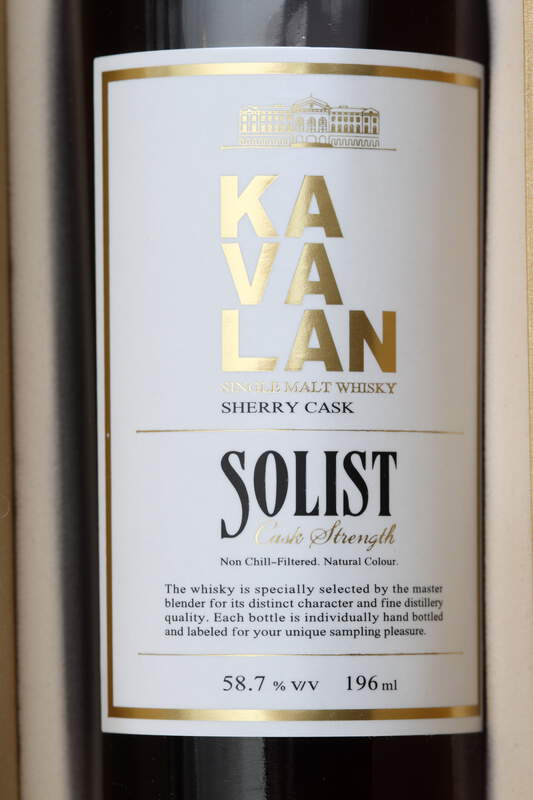 KA
VA
LAN
SINGLE MALT WHISKY
SHERRY CASK
SOLIST
Cask Strength
Non Chill-Filtered. Natural Colour.
The whisky is specially selected by the master
blender for its distinct character and fine distillery
quality. Each bottle is individually hand bottled
and labeled for your unique sampling pleasure.
58.7 % V/V 196 ml